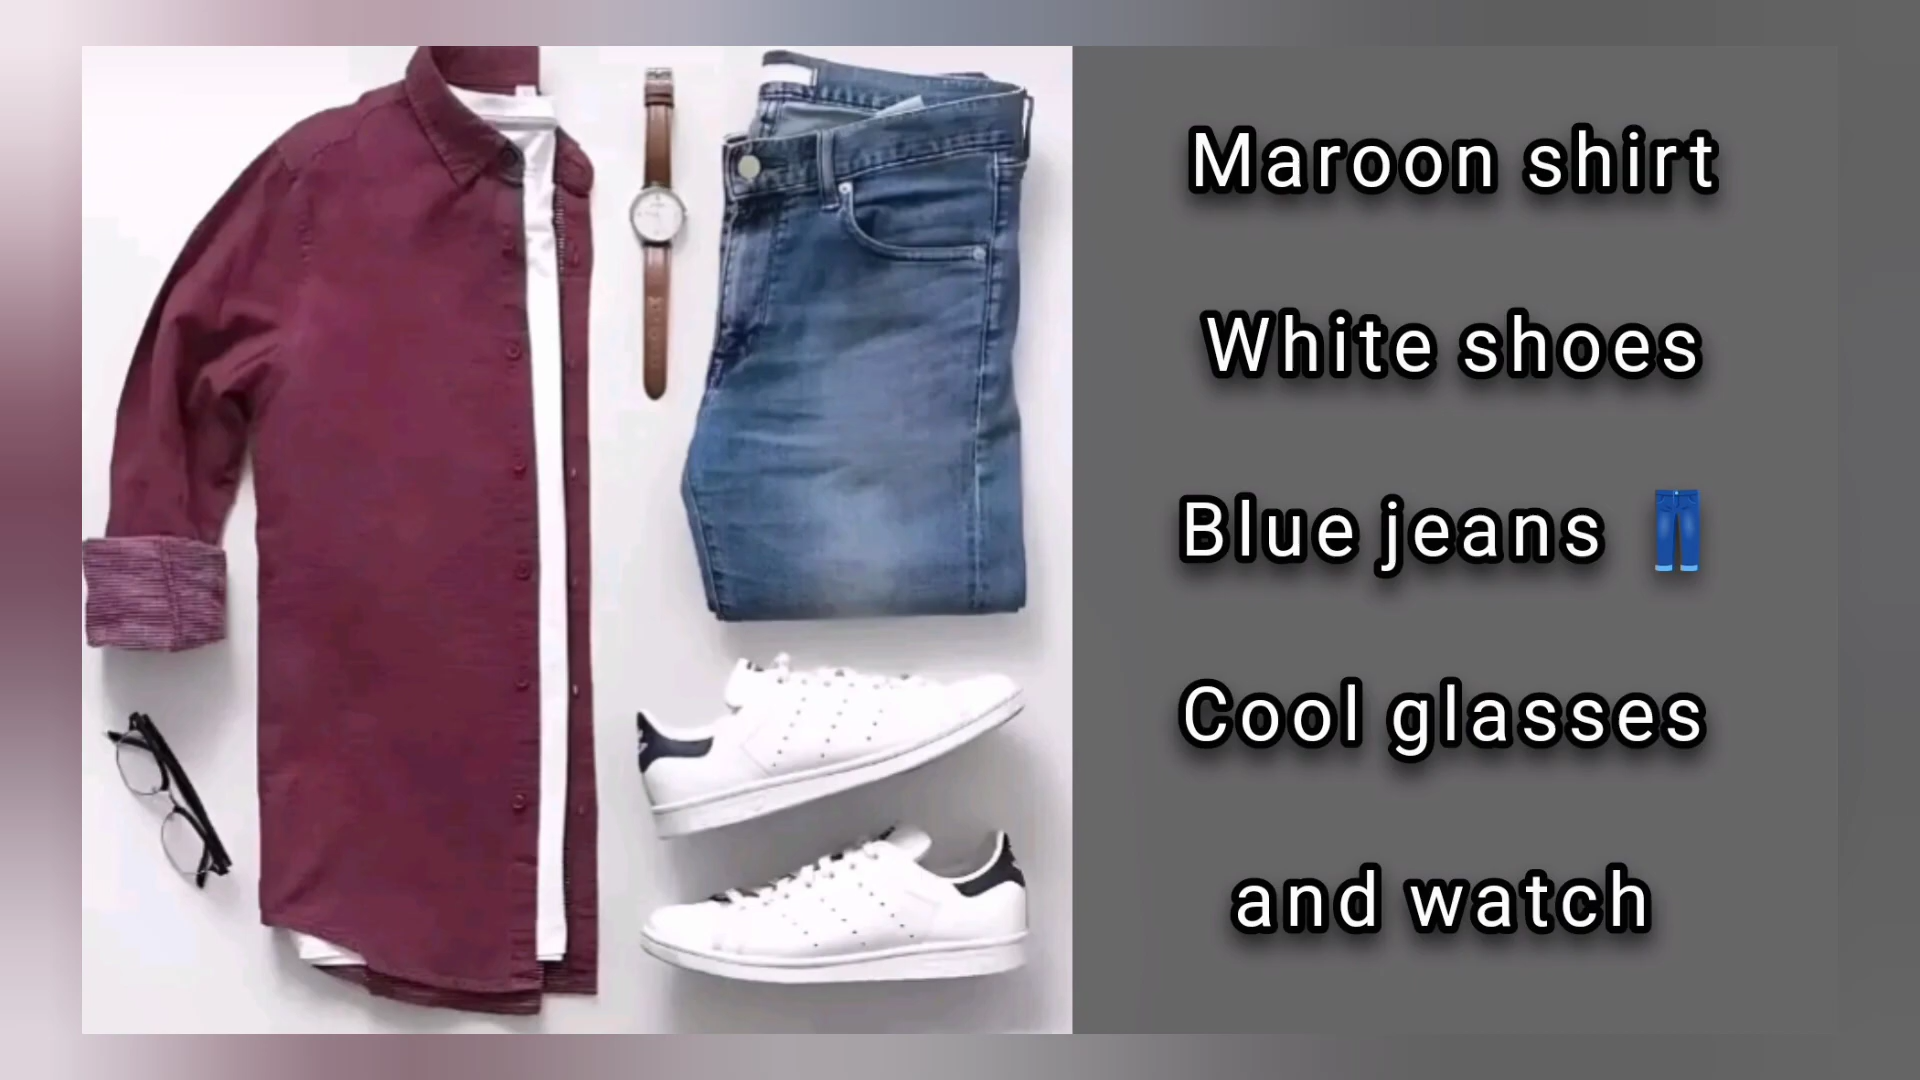 Maroon shirt
White shoes
Blue jeans 👖
Cool glasses
and watch